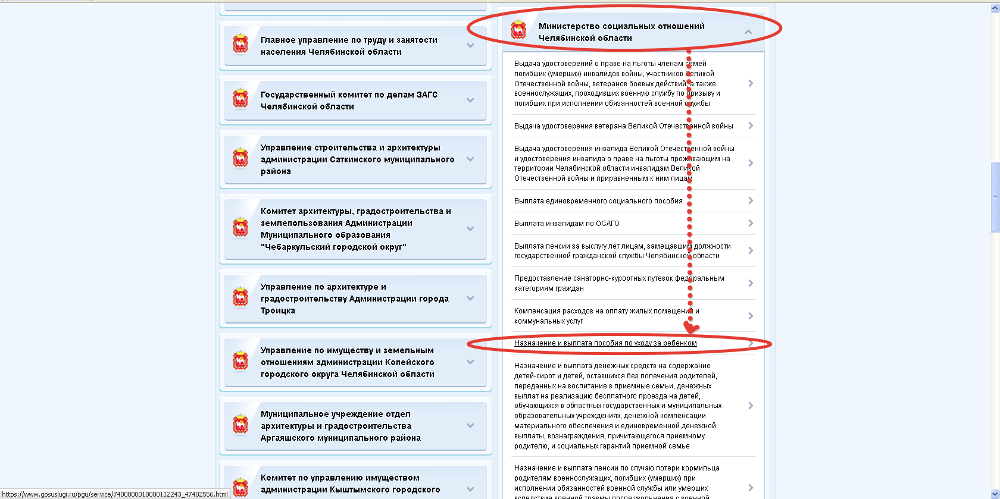 Главное управление по труду и занятости
населения Челябинской области
Государственный комитет по делам ЗАГС
Челябинской области
Управление строительства и архитектуры
администрации Саткинского муниципального
района
Комитет архитектуры, градостроительства и
землепользования Администрации
Муниципального образования
"Чебаркульский городской округ"
Управление по архитектуре и
градостроительству Администрации города
Троицка
Управление по имуществу и земельным
отношениям администрации Копейского
городского округа Челябинской области
Муниципальное учреждение отдел
архитектуры и градостроительства
Аргаяшского муниципального района
Комитет по управлению имуществом
администрации Кыштымского городского
Министерство социальных отношений
Челябинской области
Выдача удостоверений о праве на льготы членам семей
погибших (умерших) инвалидов войны, участников Великой
Отечественной войны, ветеранов боевых действий, а также
военнослужащих, проходивших военную службу по призыву и
погибших при исполнении обязанностей военной службы
Выдача удостоверения ветерана Великой Отечественной войны
Выдача удостоверения инвалида Великой Отечественной войны
и удостоверения инвалида о праве на льготы проживающим на
территории Челябинской области инвалидам Великой
Отечественной войны и приравненным к ним лицам
Выплата единовременного социального пособия
Выплата инвалидам по ОСАГО
Выплата пенсии за выслугу лет лицам, замещавшим должности
государственной гражданской службы Челябинской области
Предоставление санаторно-курортных путевок федеральным
категориям граждан
Компенсация расходов на оплату жилых помещений и
коммунальных услуг
Назначение и выплата пособия по уходу за ребенком
Назначение и выплата денежных средств на содержание
детей-сирот и детей, оставшихся без попечения родителей,
переданных на воспитание в приемные семьи, денежных
выплат на реализацию бесплатного проезда на детей,
обучающихся в областных государственных и муниципальных
образовательных учреждениях, денежной компенсации
материального обеспечения и единовременной денежной
выплаты, вознаграждения, причитающегося приемному
родителю, и социальных гарантий приемной семье
Назначение и выплата пенсии по случаю потери кормильца
родителям военнослужащих, погибших (умерших) при
исполнении обязанностей военной службы или умерших
вследствие военной травмы после увольнения с военной
https://www.gosuslugi.ru/pgu/service/7400000010000112243_47402556.html